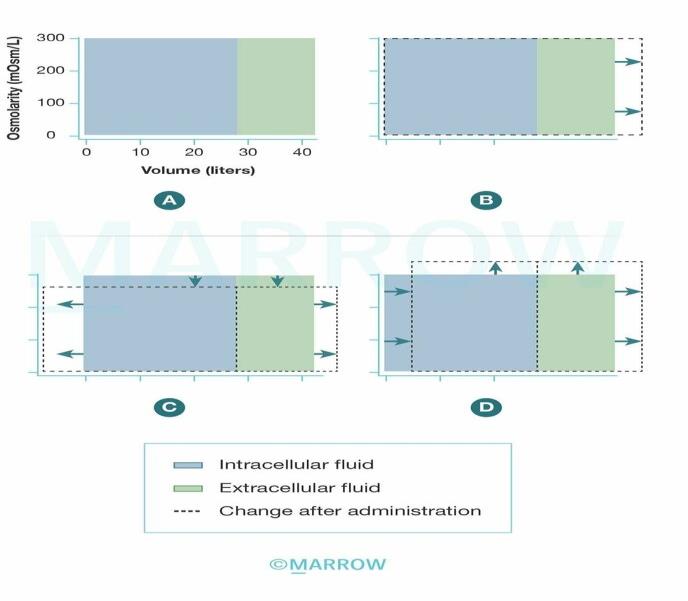 Osmolarity (mOsm/L)
300
200
100
0
0 10 20 30 40
Volume (liters)
A
B
MARROW
C
D
Intracellular fluid
Extracellular fluid
Change after administration
©MARROW